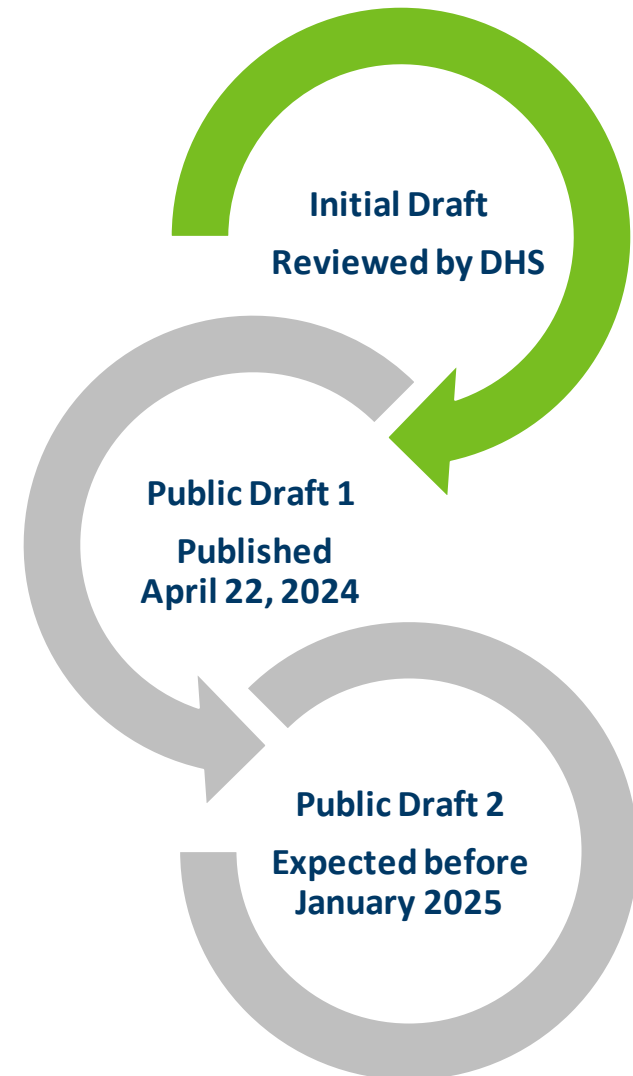 Initial Draft
Reviewed by DHS
Public Draft 1
Published
April 22, 2024
Public Draft 2
Expected before
January 2025